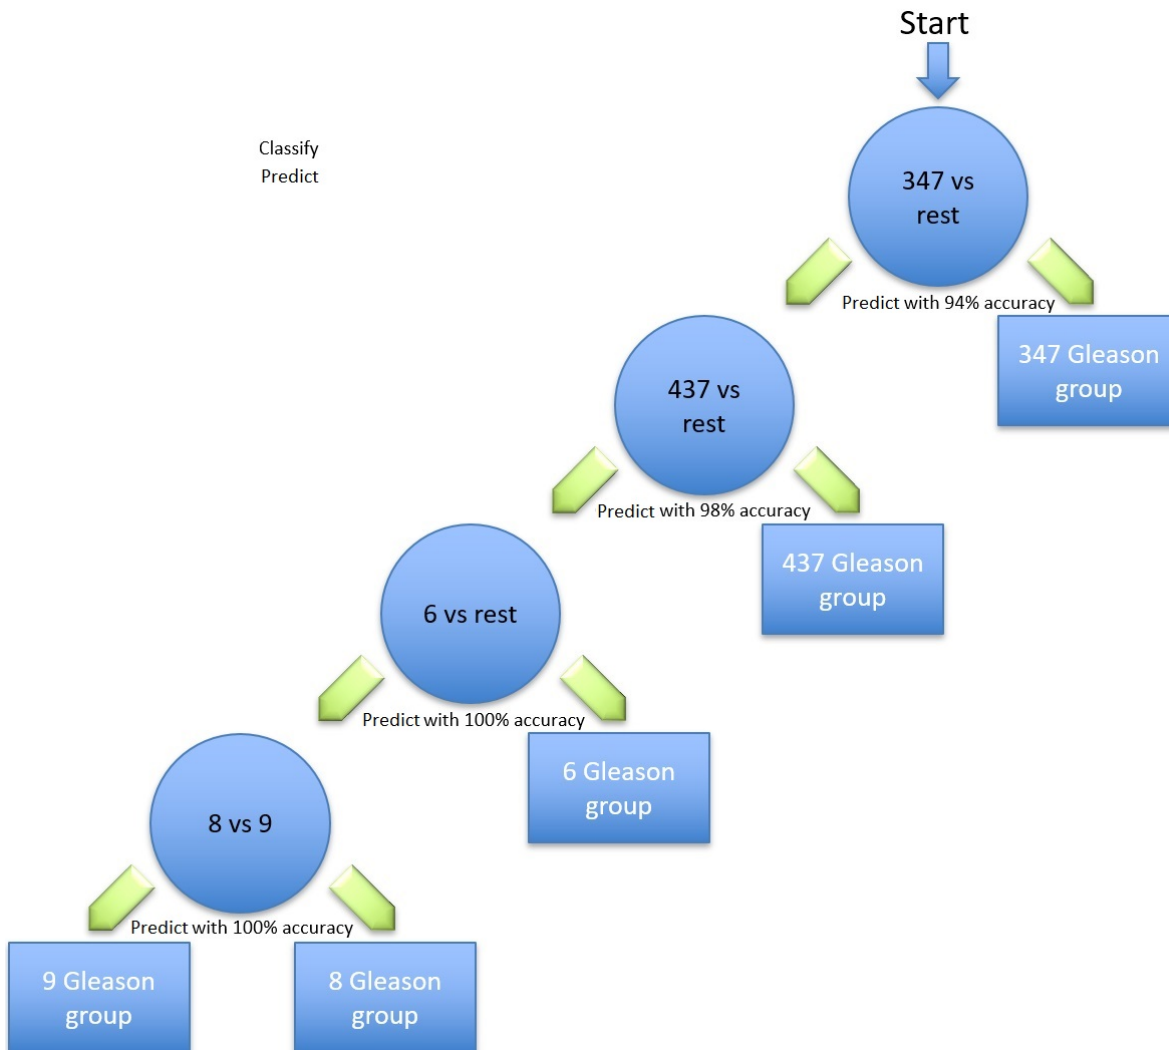 Start
Classify
Predict
347 vs
rest
Predict with 94% accuracy
347 Gleason
group
437 vs
rest
Predict with 98% accuracy
437 Gleason
group
6 vs rest
Predict with 100% accuracy
6 Gleason
group
8 vs 9
Predict with 100% accuracy
9 Gleason
group
8 Gleason
group